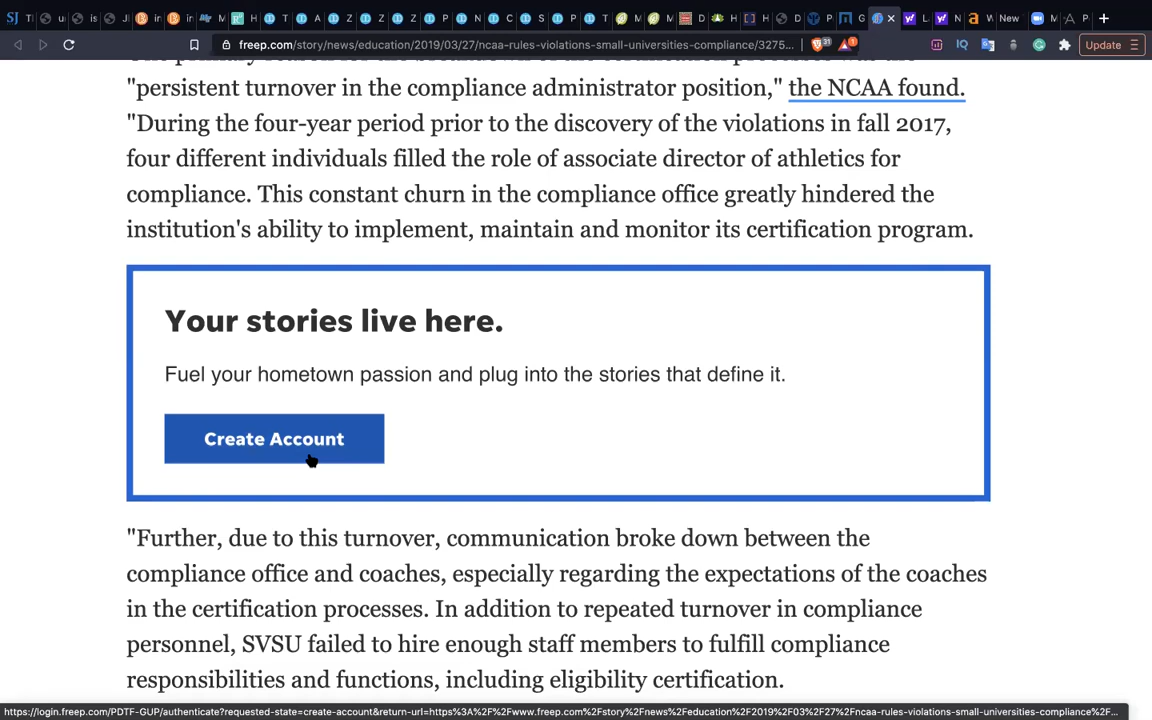 freep.com/story/news/education/2019/03/27/ncaa-rules-violations-small-universities-compliance/3275...
Update
"persistent turnover in the compliance administrator position," the NCAA found.
"During the four-year period prior to the discovery of the violations in fall 2017,
four different individuals filled the role of associate director of athletics for
compliance. This constant churn in the compliance office greatly hindered the
institution's ability to implement, maintain and monitor its certification program.
Your stories live here.
Fuel your hometown passion and plug into the stories that define it.
Create Account
"Further, due to this turnover, communication broke down between the
compliance office and coaches, especially regarding the expectations of the coaches
in the certification processes. In addition to repeated turnover in compliance
personnel, SVSU failed to hire enough staff members to fulfill compliance
responsibilities and functions, including eligibility certification.
https://login.freep.com/PDTF-GUP/authenticate?requested-state=create-account&return-url=https%3A%2F%2Fwww.freep.com%2Fstory%2Fnews%2Feducation%2F2019%2F03%2F27%2Fncaa-rules-violations-small-universities-compliance%2F...